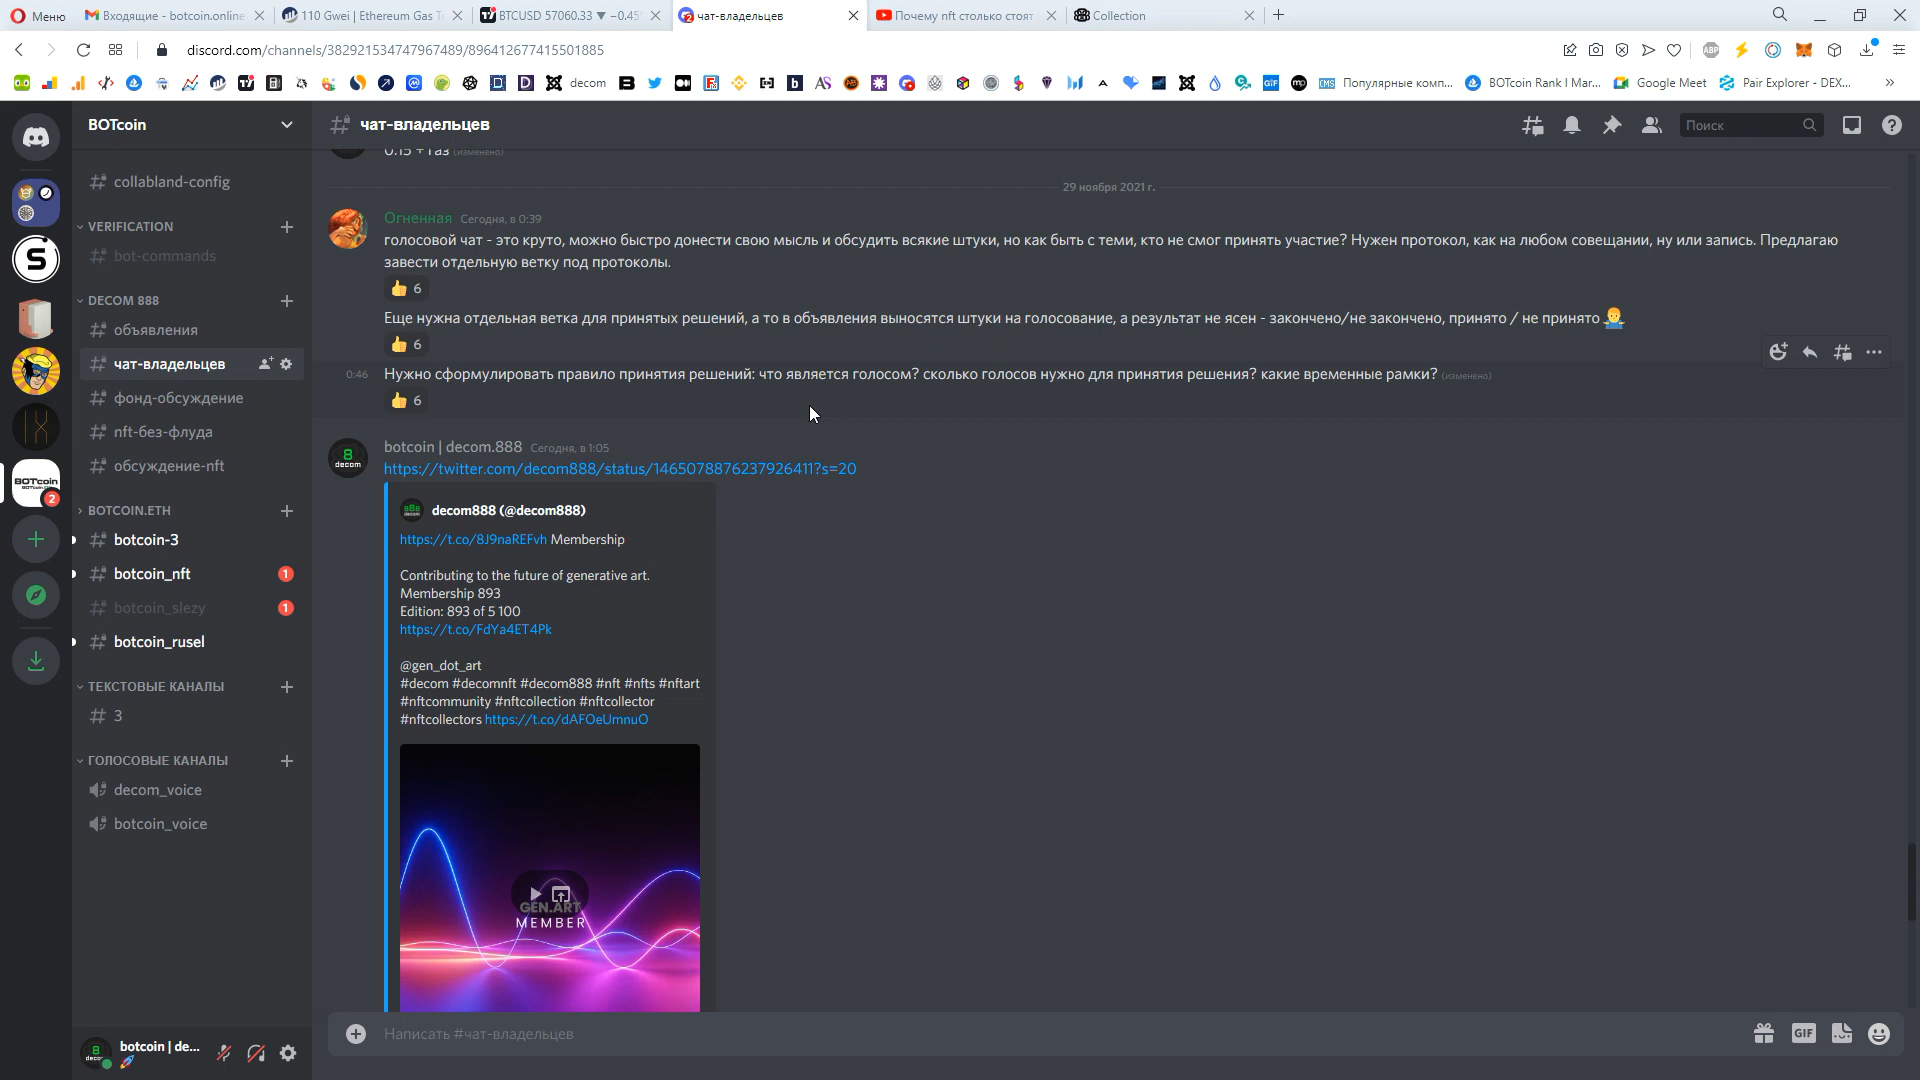 Меню
Входящие - botcoin.online
110 Gwei | Ethereum Gas T
BTCUSD 57060.33 ▼ −0.45
чат-владельцев
Почему nft столько стоят
Collection
discord.com/channels/382921534747967489/896412677415501885
decom
Популярные комп...
BOTcoin Rank I Mar...
Google Meet
Pair Explorer - DEX...
BOTcoin
чат-владельцев
Поиск
collabland-config
VERIFICATION
bot-commands
DECOM 888
объявления
чат-владельцев
фонд-обсуждение
nft-без-флуда
обсуждение-nft
BOTCOIN.ETH
botcoin-3
botcoin_nft 1
botcoin_slezy 1
botcoin_rusel
ТЕКСТОВЫЕ КАНАЛЫ
3
ГОЛОСОВЫЕ КАНАЛЫ
decom_voice
botcoin_voice
botcoin | de...
BOTcoin
2
0.15 + газ (изменено)
29 ноября 2021 г.
Огненная Сегодня, в 0:39
голосовой чат - это круто, можно быстро донести свою мысль и обсудить всякие штуки, но как быть с теми, кто не смог принять участие? Нужен протокол, как на любом совещании, ну или запись. Предлагаю
завести отдельную ветку под протоколы.
6
Еще нужна отдельная ветка для принятых решений, а то в объявления выносятся штуки на голосование, а результат не ясен - закончено/не закончено, принято / не принято
6
0:46 Нужно сформулировать правило принятия решений: что является голосом? сколько голосов нужно для принятия решения? какие временные рамки? (изменено)
6
botcoin | decom.888 Сегодня, в 1:05
https://twitter.com/decom888/status/1465078876237926411?s=20
decom888 (@decom888)
https://t.co/8J9naREFvh Membership
Contributing to the future of generative art.
Membership 893
Edition: 893 of 5 100
https://t.co/FdYa4ET4Pk
@gen_dot_art
#decom #decomnft #decom888 #nft #nfts #nftart
#nftcommunity #nftcollection #nftcollector
#nftcollectors https://t.co/dAFOeUmnuO
GEN.ART
MEMBER
Написать #чат-владельцев
GIF